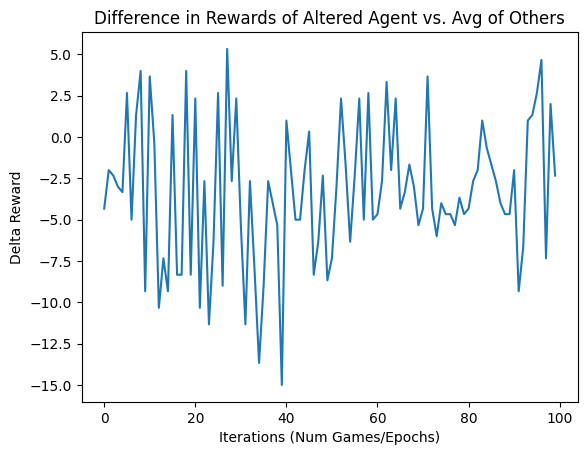 Difference in Rewards of Altered Agent vs. Avg of Others
5.0
2.5
0.0
−2.5
−5.0
−7.5
−10.0
−12.5
−15.0
Delta Reward
0 20 40 60 80 100
Iterations (Num Games/Epochs)